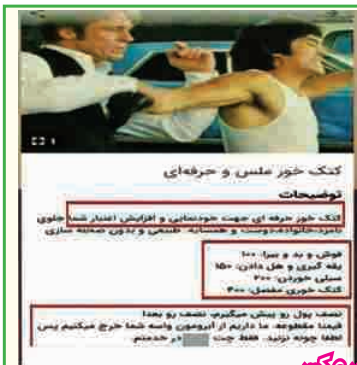 کتک خور ملس و حرفه‌ای
توضیحات
کتک خور حرفه ای جهت خودنمایی و افزایش اعتبار شما جلوی
نامزد،خانواده،دوست و همسایه. طبیعی و بدون صحنه سازی
فوش و بد و بیرا: ۱۰۰
یقه گیری و هل دادن: ۱۵۰
سیلی خوردن: ۲۰۰
کتک خوری مفصل: ۴۰۰
نصف پول رو پیش میگیرم، نصف رو بعدا
قیمتا مقطوعه. ما داریم از آبرومون واسه شما خرج میکنیم پس
لطفا چونه نزنید. فقط چت در خدمتم.